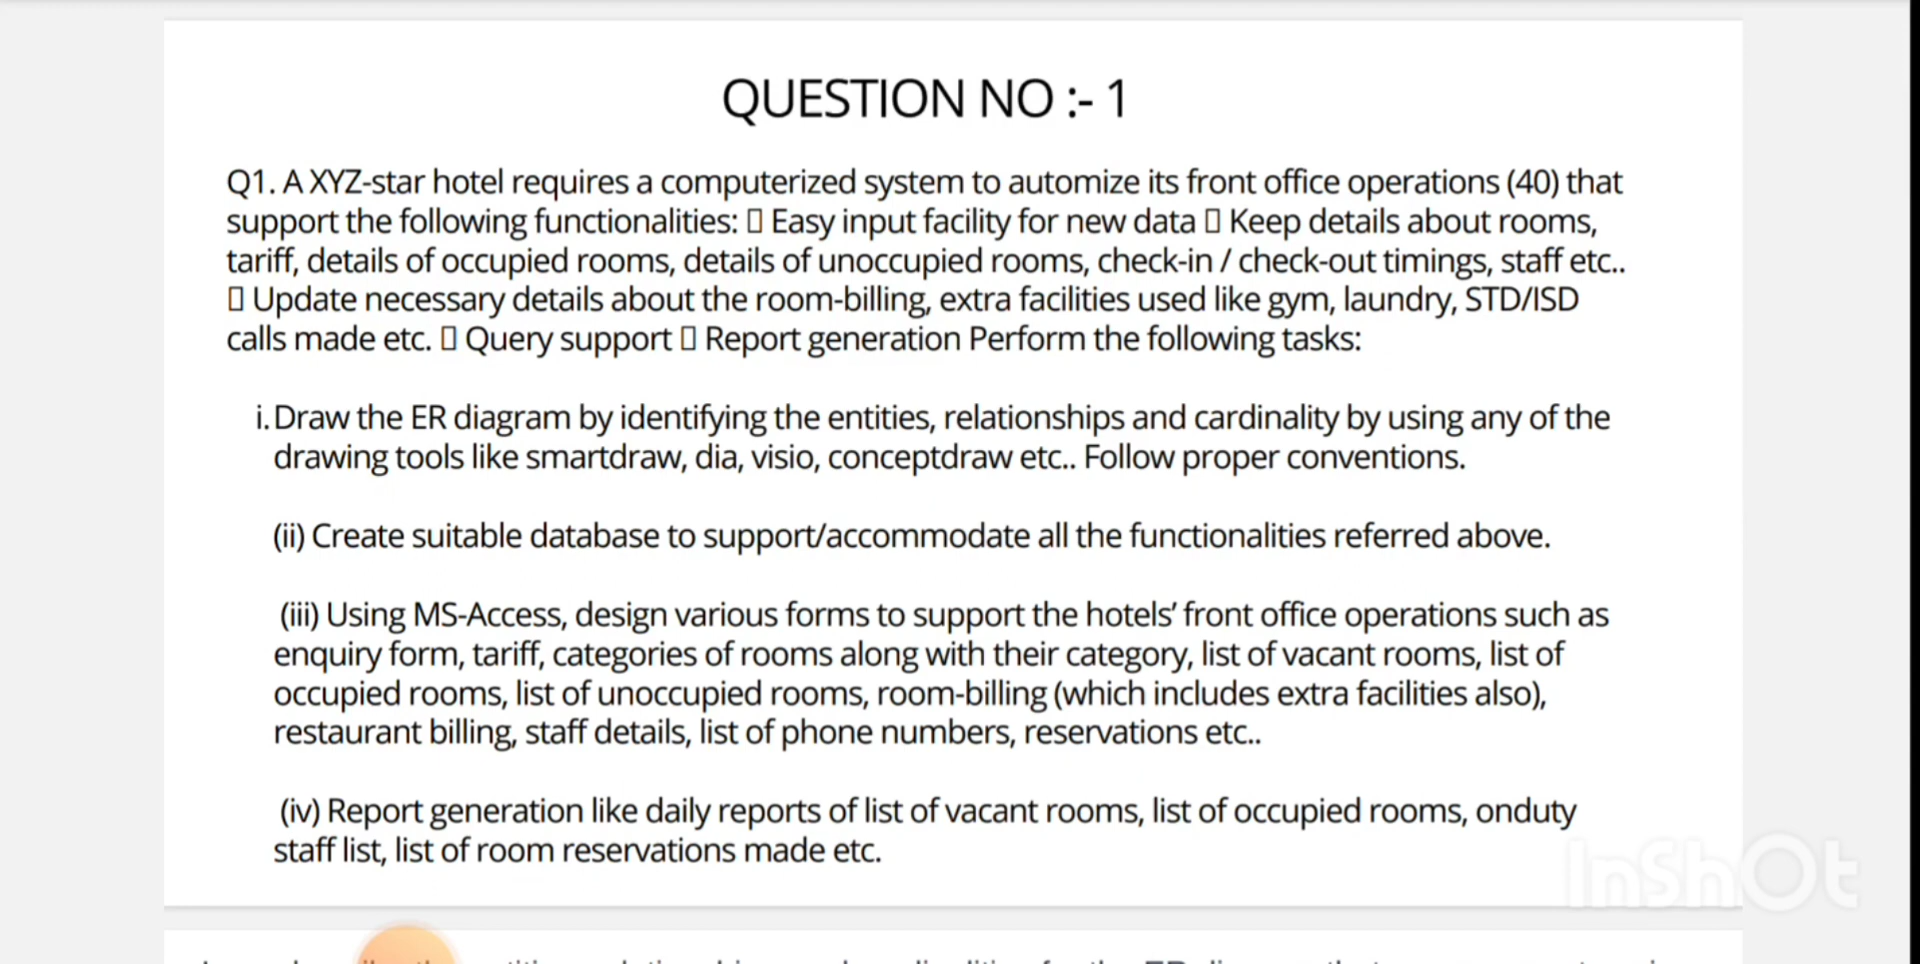 QUESTION NO :- 1
Q1. A XYZ-star hotel requires a computerized system to automize its front office operations (40) that
support the following functionalities: ▯ Easy input facility for new data ▯ Keep details about rooms,
tariff, details of occupied rooms, details of unoccupied rooms, check-in / check-out timings, staff etc..
▯ Update necessary details about the room-billing, extra facilities used like gym, laundry, STD/ISD
calls made etc. ▯ Query support ▯ Report generation Perform the following tasks:
i. Draw the ER diagram by identifying the entities, relationships and cardinality by using any of the
drawing tools like smartdraw, dia, visio, conceptdraw etc.. Follow proper conventions.
(ii) Create suitable database to support/accommodate all the functionalities referred above.
(iii) Using MS-Access, design various forms to support the hotels’ front office operations such as
enquiry form, tariff, categories of rooms along with their category, list of vacant rooms, list of
occupied rooms, list of unoccupied rooms, room-billing (which includes extra facilities also),
restaurant billing, staff details, list of phone numbers, reservations etc..
(iv) Report generation like daily reports of list of vacant rooms, list of occupied rooms, onduty
staff list, list of room reservations made etc.
InShOt